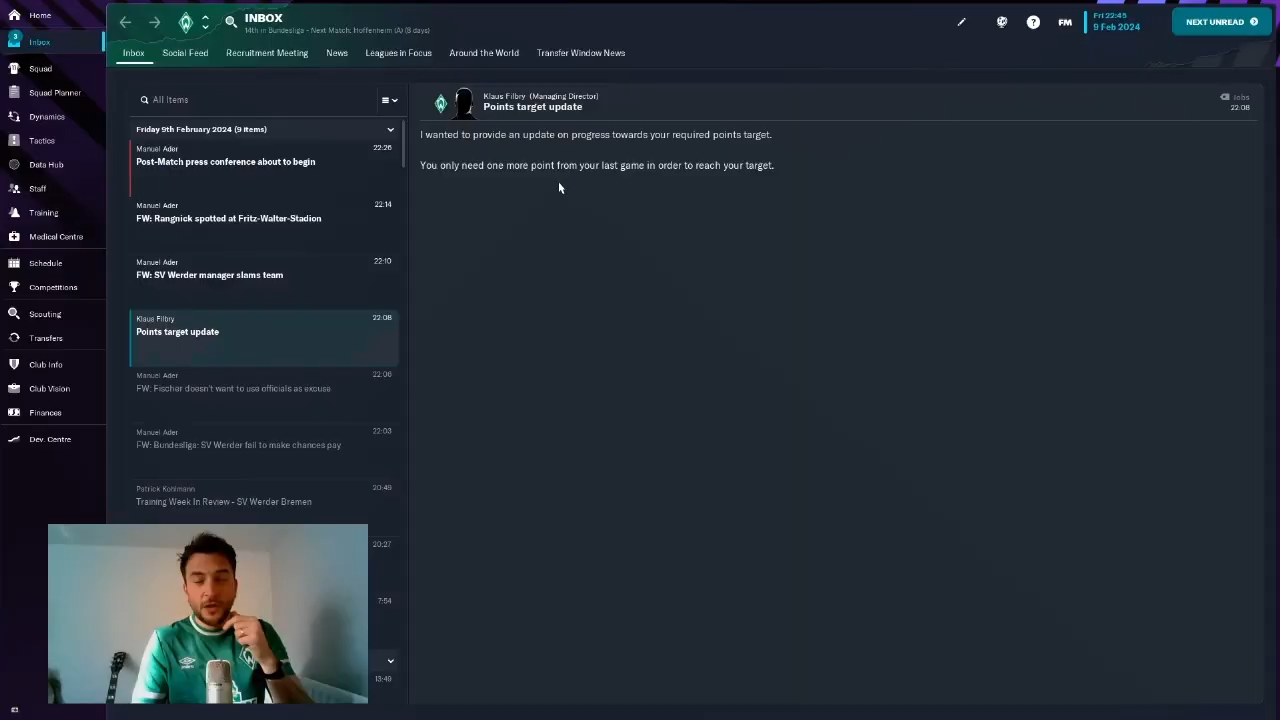 Home
3
Inbox
Squad
Squad Planner
Dynamics
Tactics
Data Hub
Staff
Training
Medical Centre
Schedule
Competitions
Scouting
Transfers
Club Info
Club Vision
Finances
Dev. Centre
INBOX
14th in Bundesliga - Next Match: Hoffenheim (A) (8 days)
FM
Fri 22:45
9 Feb 2024
NEXT UNREAD
Inbox
Social Feed
Recruitment Meeting
News
Leagues in Focus
Around the World
Transfer Window News
All Items
Friday 9th February 2024 (9 items)
Manuel Ader
22:26
Post-Match press conference about to begin
Manuel Ader
22:14
FW: Rangnick spotted at Fritz-Walter-Stadion
Manuel Ader
22:10
FW: SV Werder manager slams team
Klaus Filbry
22:08
Points target update
Manuel Ader
22:06
FW: Fischer doesn't want to use officials as excuse
Manuel Ader
22:03
FW: Bundesliga: SV Werder fail to make chances pay
Patrick Kohlmann
20:49
Training Week In Review - SV Werder Bremen
20:27
7:54
13:49
Klaus Filbry (Managing Director)
Points target update
Jobs
22:08
I wanted to provide an update on progress towards your required points target.
You only need one more point from your last game in order to reach your target.
umbro